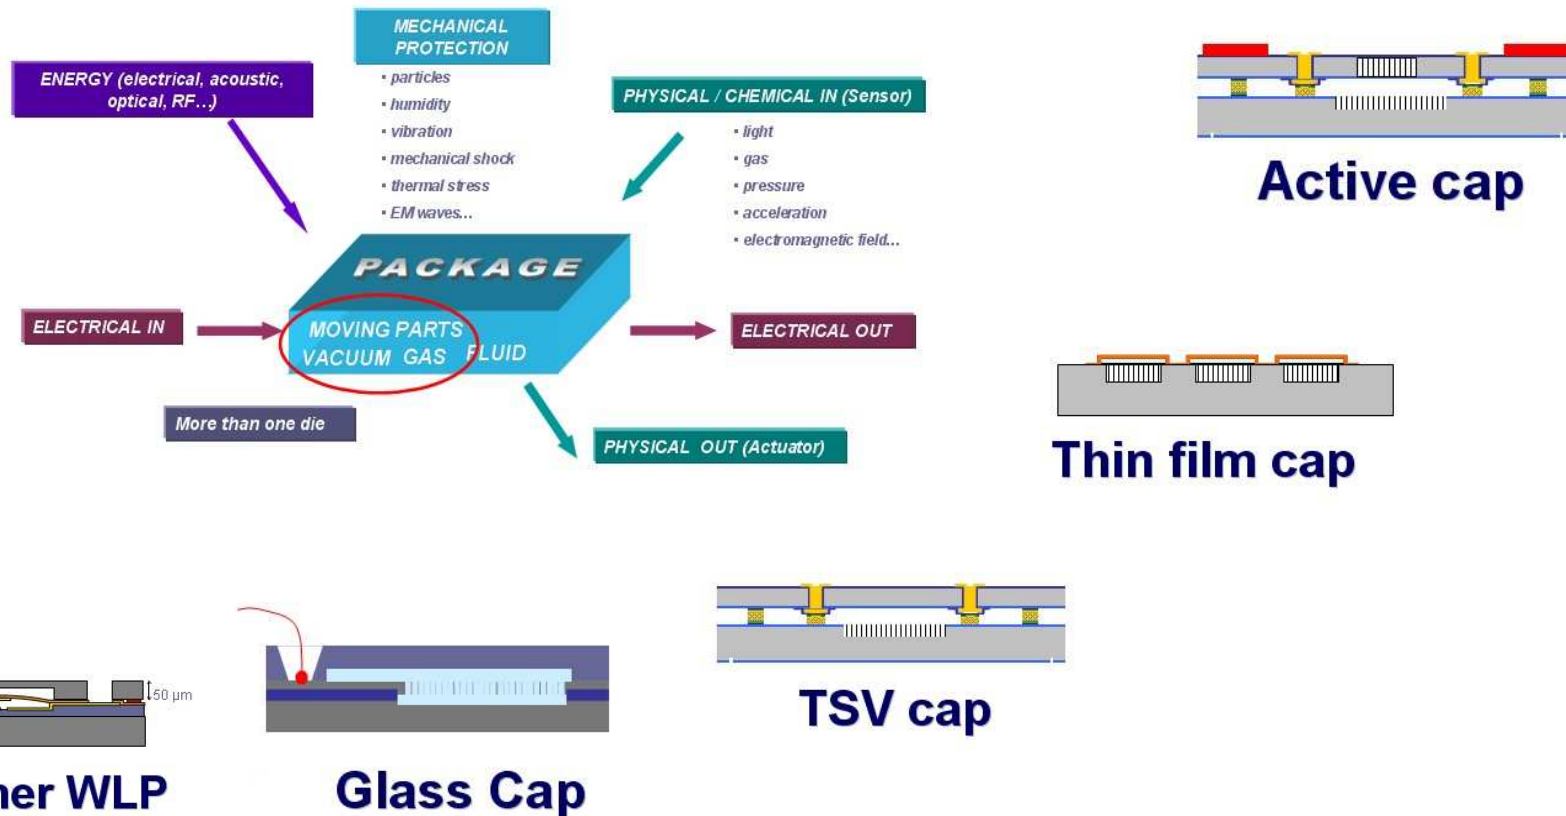 MECHANICAL
PROTECTION
▪ particles
▪ humidity
▪ vibration
▪ mechanical shock
▪ thermal stress
▪ EM waves...
ENERGY (electrical, acoustic,
optical, RF...)
PHYSICAL / CHEMICAL IN (Sensor)
▪ light
▪ gas
▪ pressure
▪ acceleration
▪ electromagnetic field...
PACKAGE
MOVING PARTS
VACUUM GAS FLUID
ELECTRICAL IN
ELECTRICAL OUT
More than one die
PHYSICAL OUT (Actuator)
Active cap
Thin film cap
TSV cap
50 µm
WLP
Glass Cap